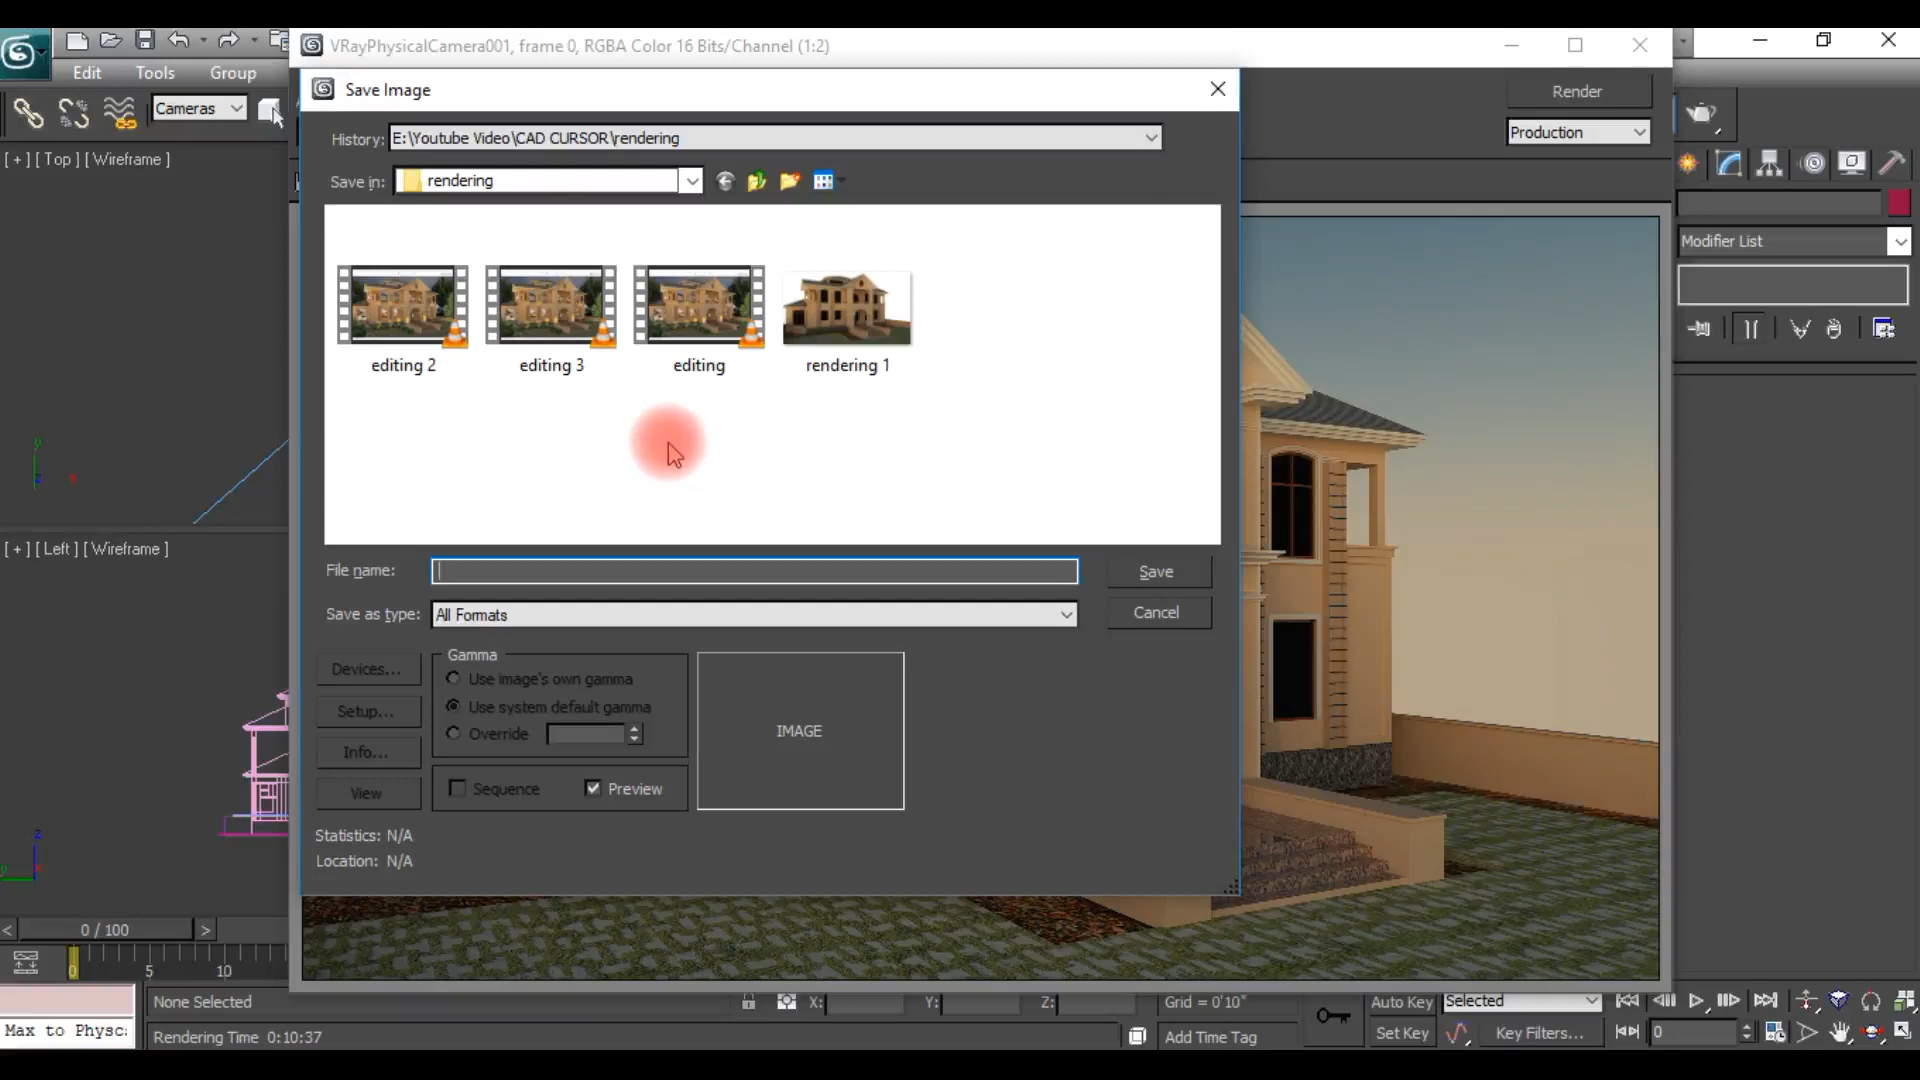 VRayPhysicalCamera001, frame 0, RGBA Color 16 Bits/Channel (1:2)
Edit Tools Group
Save Image
Render
Cameras
Production
History: E:\Youtube Video\CAD CURSOR\rendering
[ + ] [ Top ] [ Wireframe ]
Save in: rendering
Modifier List
editing 2 editing 3 editing rendering 1
[ + ] [ Left ] [ Wireframe ]
File name: Save
Save as type: All Formats Cancel
Devices... Gamma
Use image's own gamma
Setup... Use system default gamma
Override
IMAGE
Info...
View Sequence Preview
Statistics: N/A
Location: N/A
< 0 / 100 >
0 5 10
None Selected X: Y: Z: Grid = 0'10" Auto Key Selected
Max to Physc:
Rendering Time 0:10:37 Add Time Tag Set Key Key Filters... 0